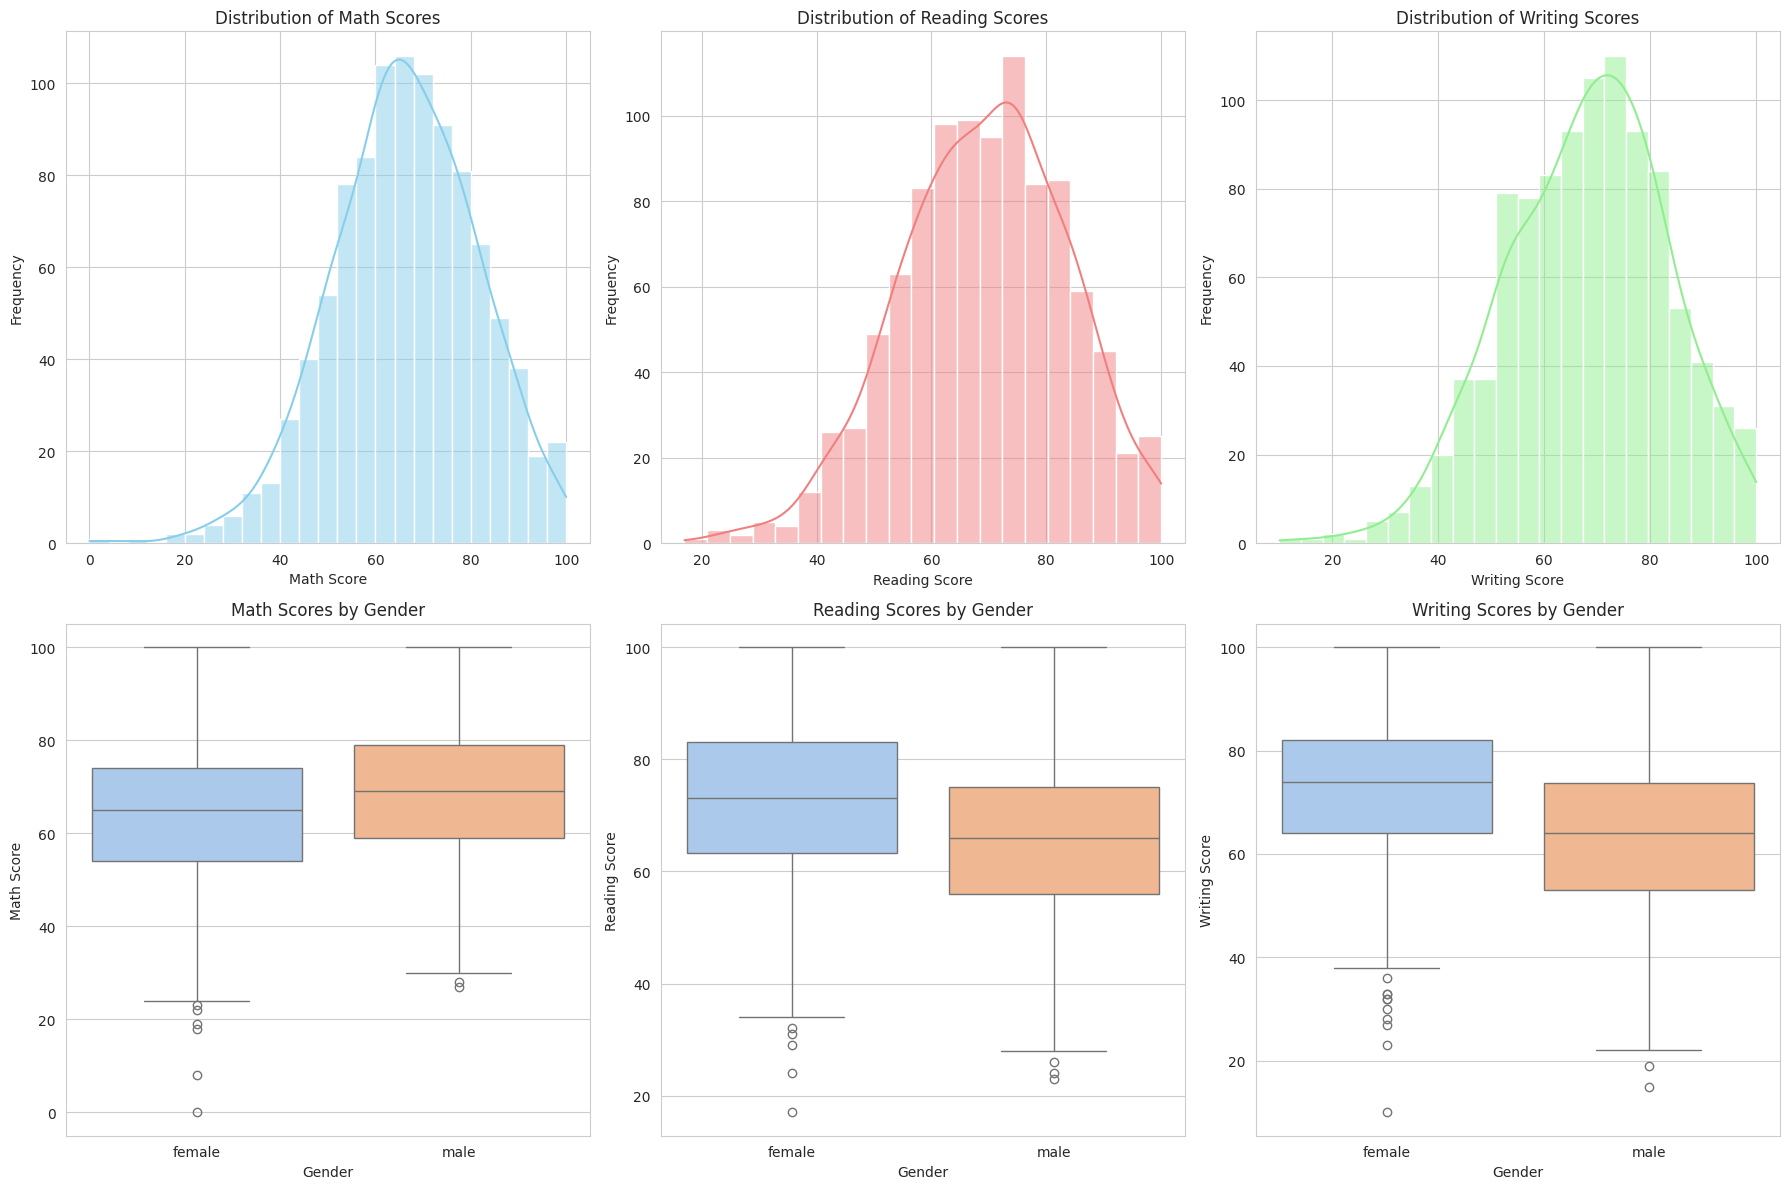 Distribution of Math Scores
Distribution of Reading Scores
Distribution of Writing Scores
Frequency
100
80
60
40
20
0
0 20 40 60 80 100
Math Score
Frequency
100
80
60
40
20
0
20 40 60 80 100
Reading Score
Frequency
100
80
60
40
20
0
20 40 60 80 100
Writing Score
Math Scores by Gender
Reading Scores by Gender
Writing Scores by Gender
Math Score
100
80
60
40
20
0
female male
Gender
Reading Score
100
80
60
40
20
female male
Gender
Writing Score
100
80
60
40
20
female male
Gender